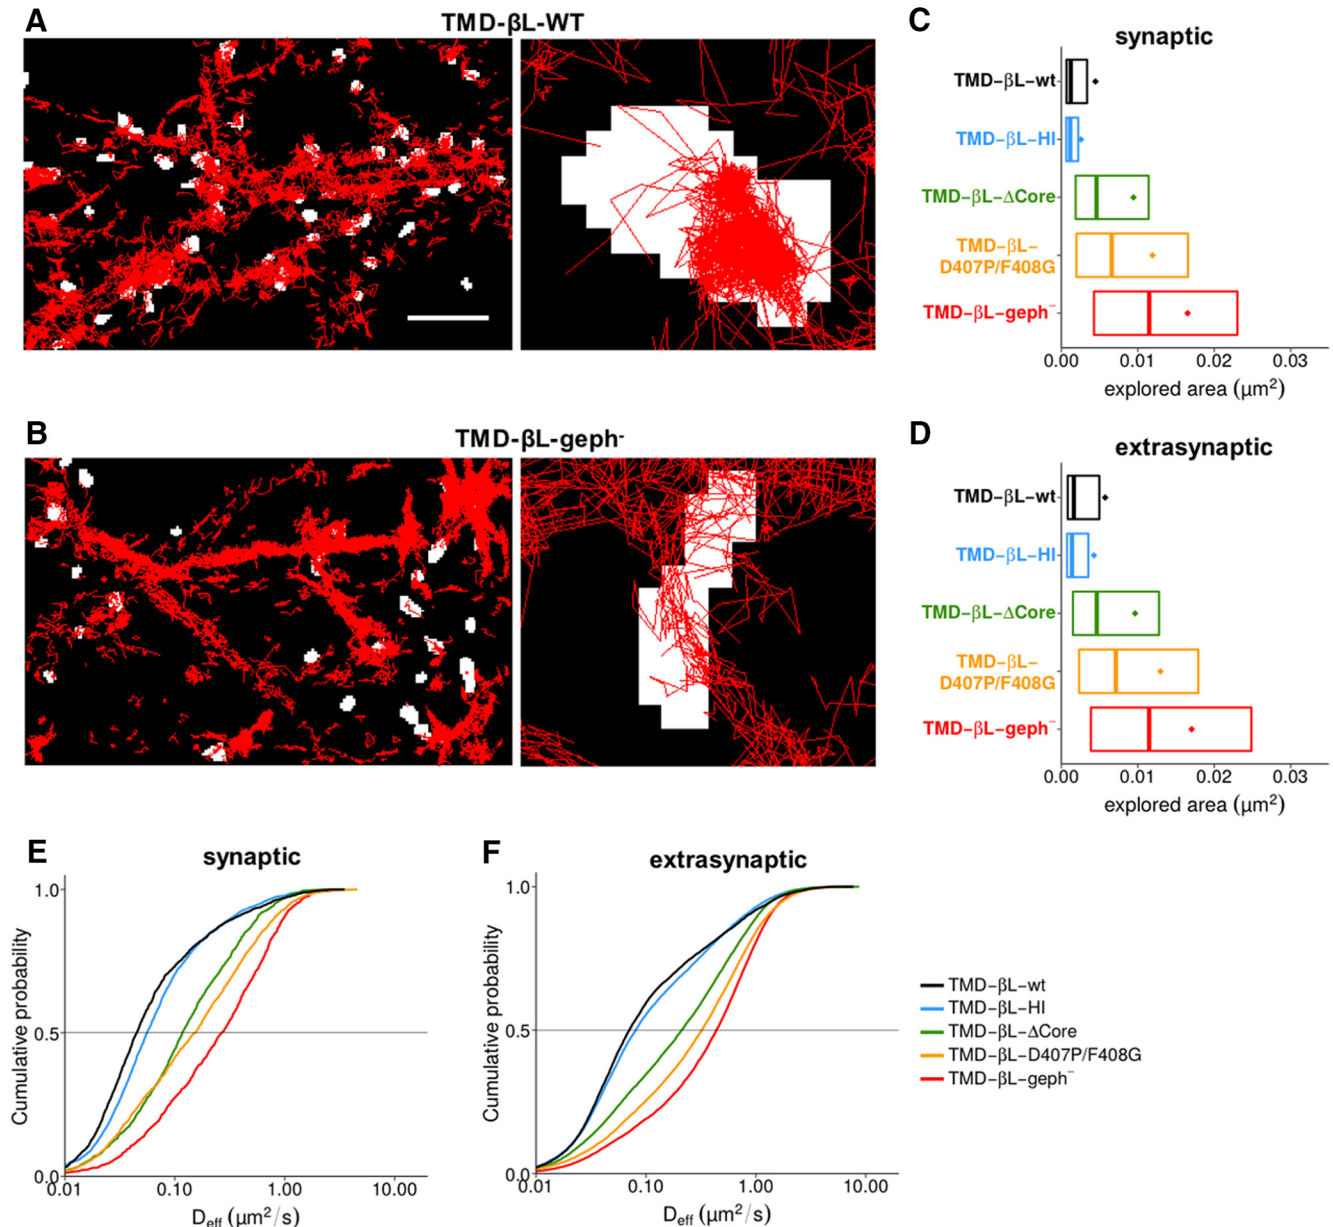 A
TMD-βL-WT
C
synaptic
TMD–βL–wt
TMD–βL–HI
TMD–βL–ΔCore
TMD–βL–
D407P/F408G
TMD–βL–geph⁻
0.00 0.01 0.02 0.03
explored area (μm²)
B
TMD-βL-geph⁻
D
extrasynaptic
TMD–βL–wt
TMD–βL–HI
TMD–βL–ΔCore
TMD–βL–
D407P/F408G
TMD–βL–geph⁻
0.00 0.01 0.02 0.03
explored area (μm²)
E
synaptic
Cumulative probability
1.0
0.5
0.0
0.01 0.10 1.00 10.00
Deff (μm²/s)
F
extrasynaptic
Cumulative probability
1.0
0.5
0.0
0.01 0.10 1.00 10.00
Deff (μm²/s)
TMD–βL–wt
TMD–βL–HI
TMD–βL–ΔCore
TMD–βL–D407P/F408G
TMD–βL–geph⁻